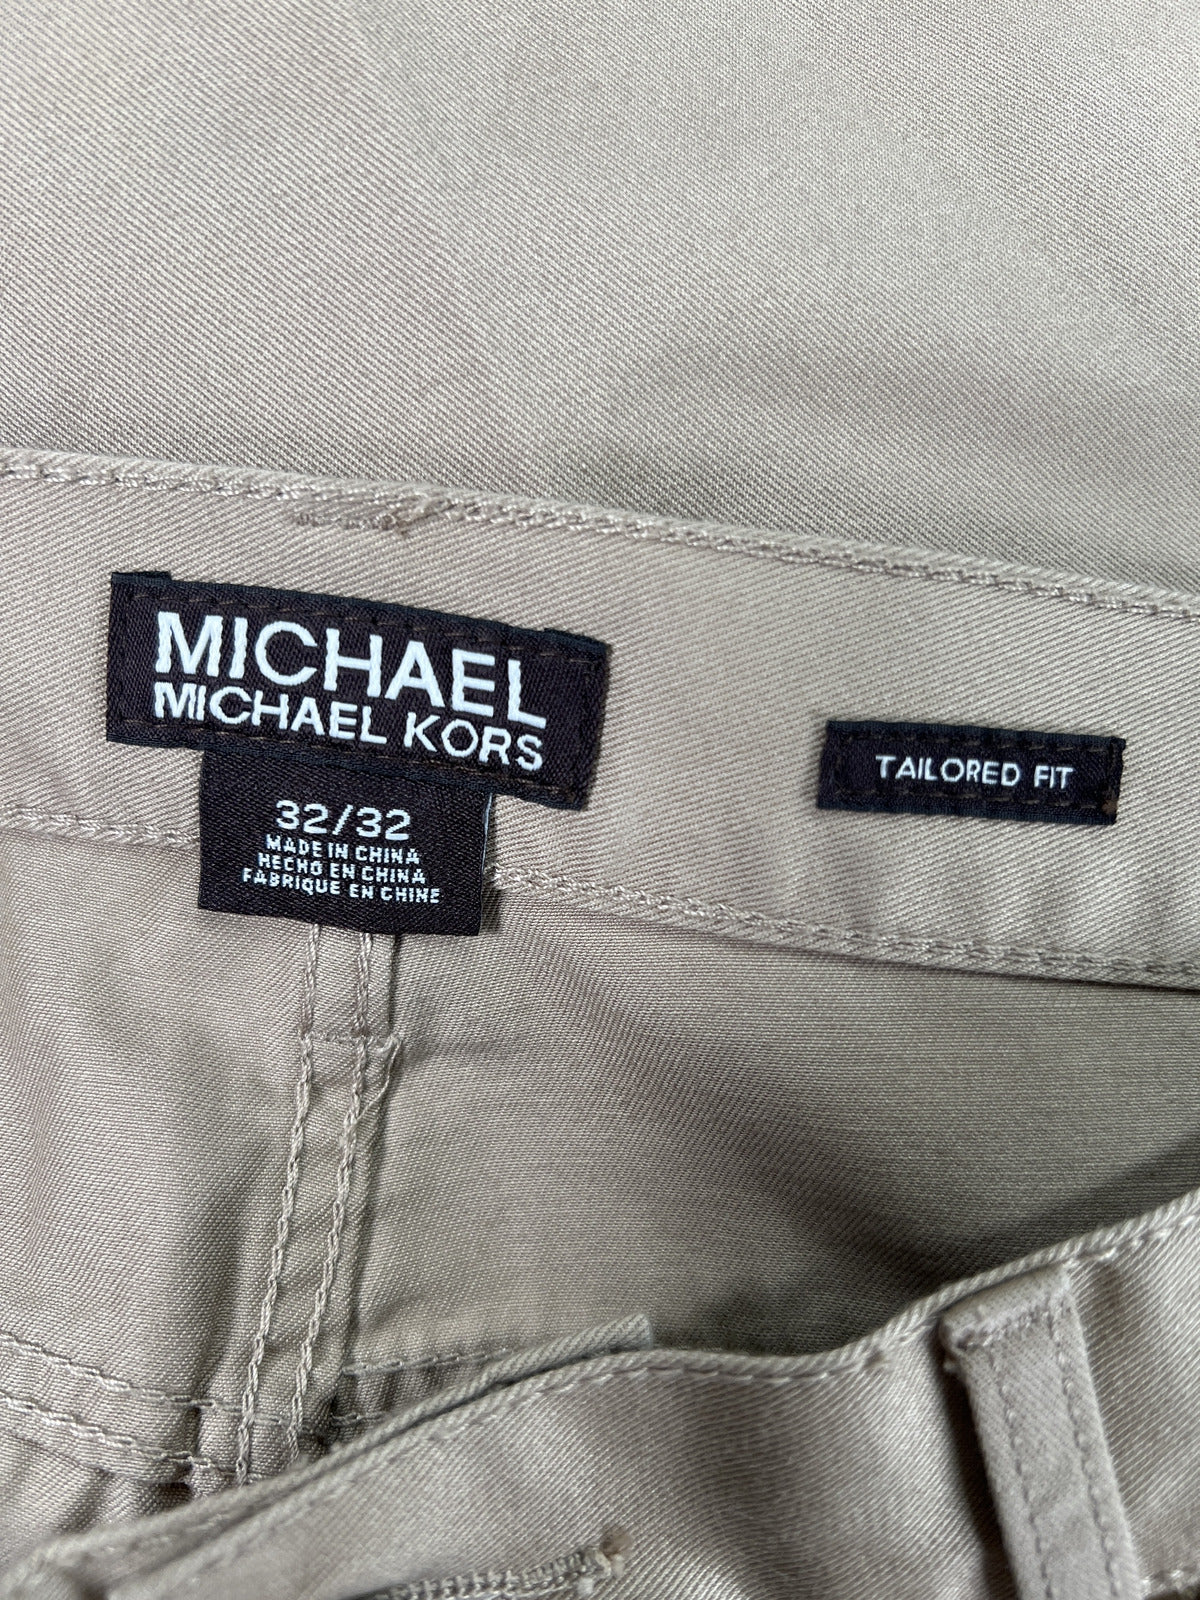 MICHAEL
MICHAEL KORS
32/32
MADE IN CHINA
HECHO EN CHINA
FABRIQUE EN CHINE
TAILORED FIT